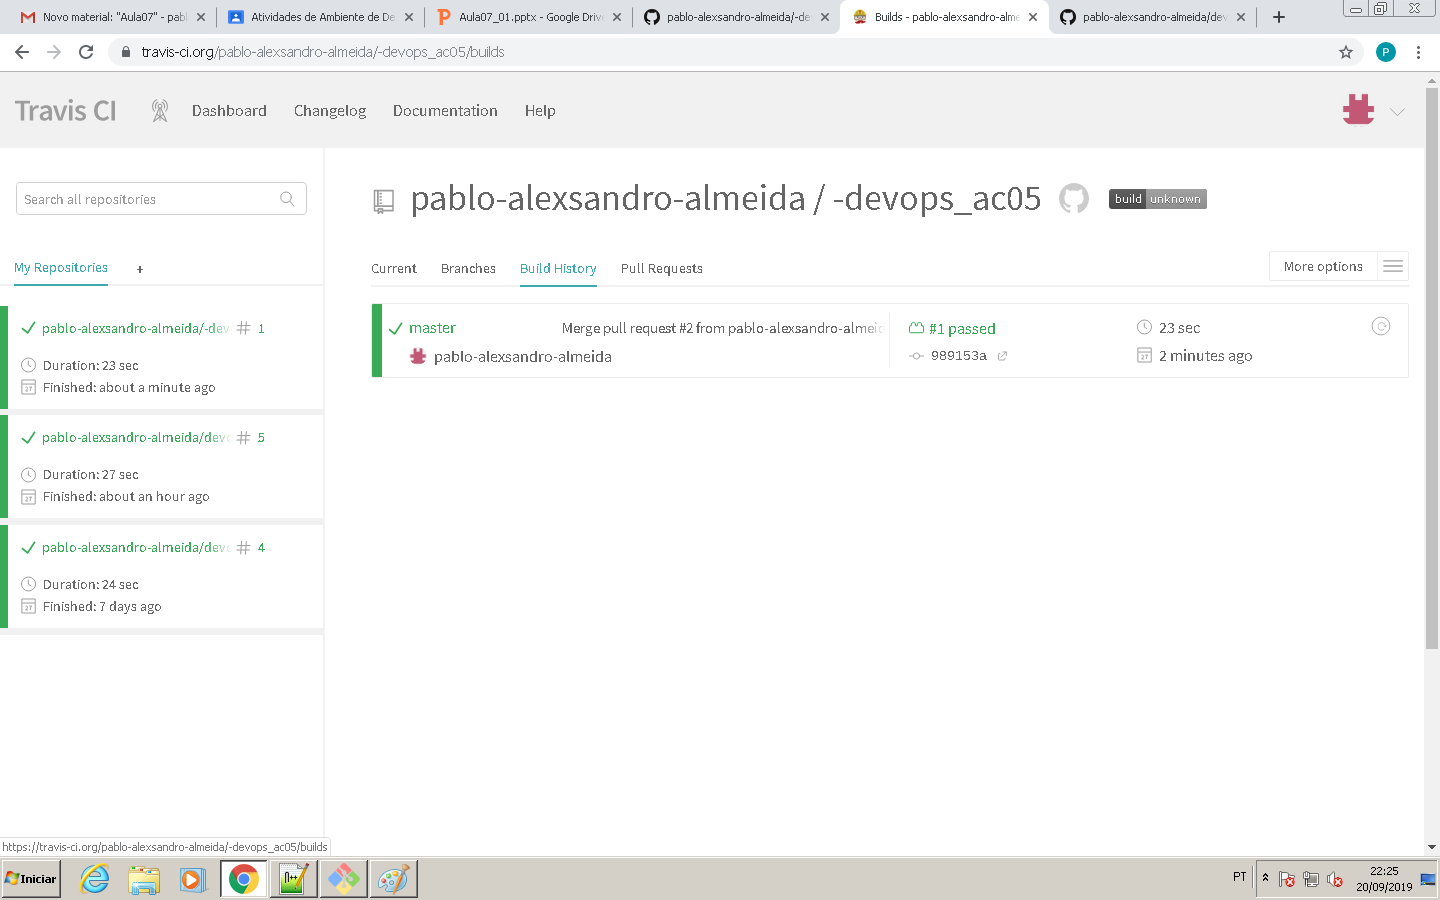 Novo material: "Aula07" - pab
Atividades de Ambiente de De
Aula07_01.pptx - Google Drive
pablo-alexsandro-almeida/-de
Builds - pablo-alexsandro-alme
pablo-alexsandro-almeida/dev
travis-ci.org/pablo-alexsandro-almeida/-devops_ac05/builds
P
Travis CI
Dashboard
Changelog
Documentation
Help
Search all repositories
My Repositories
+
pablo-alexsandro-almeida/-dev # 1
Duration: 23 sec
Finished: about a minute ago
pablo-alexsandro-almeida/devo # 5
Duration: 27 sec
Finished: about an hour ago
pablo-alexsandro-almeida/devo # 4
Duration: 24 sec
Finished: 7 days ago
pablo-alexsandro-almeida / -devops_ac05
build unknown
Current
Branches
Build History
Pull Requests
More options
master
Merge pull request #2 from pablo-alexsandro-almeid
#1 passed
23 sec
pablo-alexsandro-almeida
989153a
2 minutes ago
https://travis-ci.org/pablo-alexsandro-almeida/-devops_ac05/builds
Iniciar
PT
22:25
20/09/2019